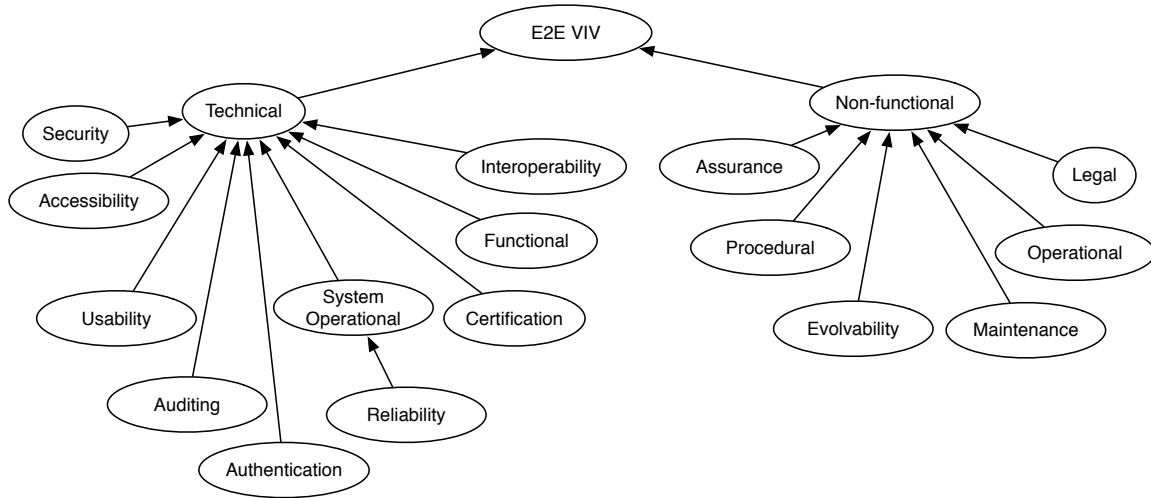 E2E VIV
Technical
Non-functional
Security
Interoperability
Assurance
Legal
Accessibility
Functional
Procedural
Operational
Usability
System
Operational
Certification
Evolvability
Maintenance
Auditing
Reliability
Authentication